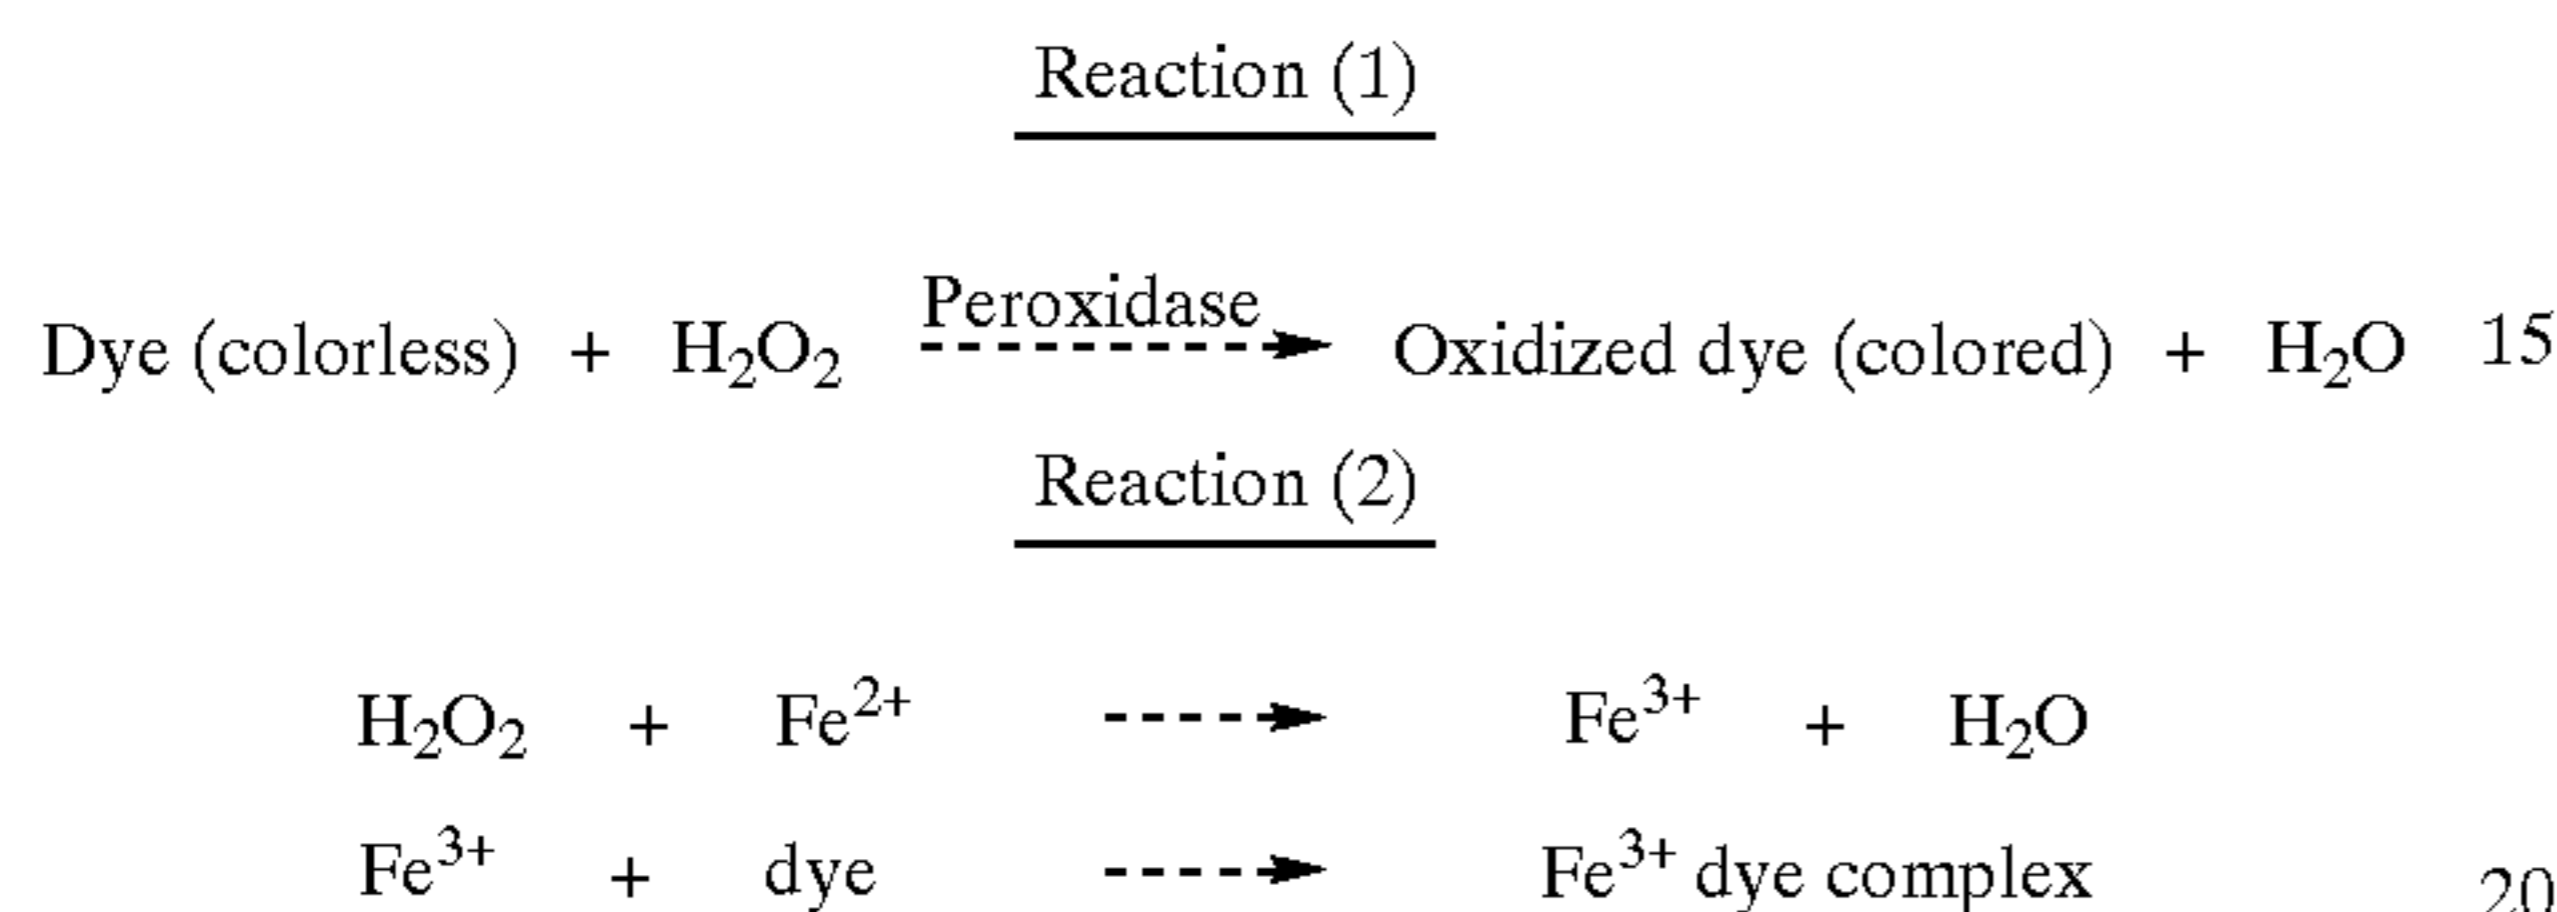 Reaction (1)
Peroxidase
Dye (colorless) + H₂O₂ ⇢ Oxidized dye (colored) + H₂O 15
Reaction (2)
H₂O₂ + Fe²⁺ ⇢ Fe³⁺ + H₂O
Fe³⁺ + dye ⇢ Fe³⁺ dye complex 20